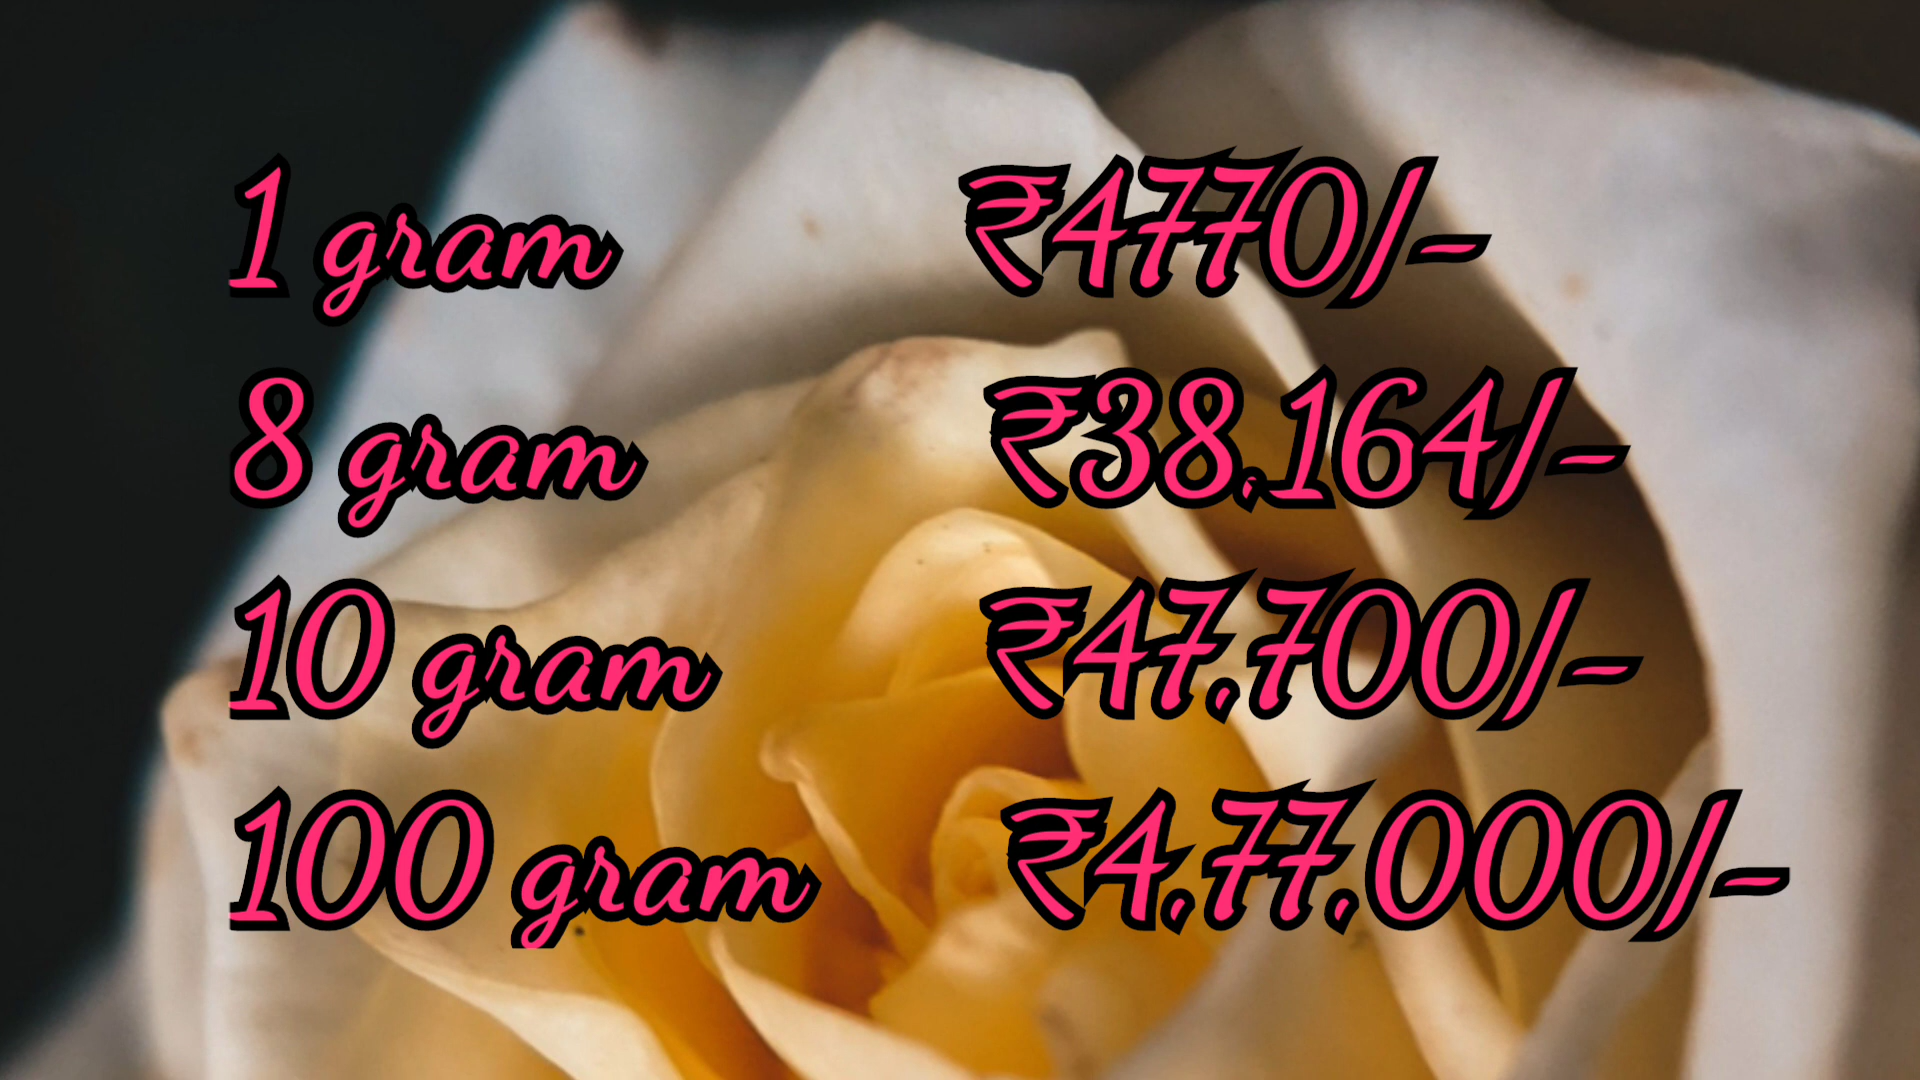 1 gram ₹4770/-
8 gram ₹38,164/-
10 gram ₹47,700/-
100 gram ₹4,77,000/-